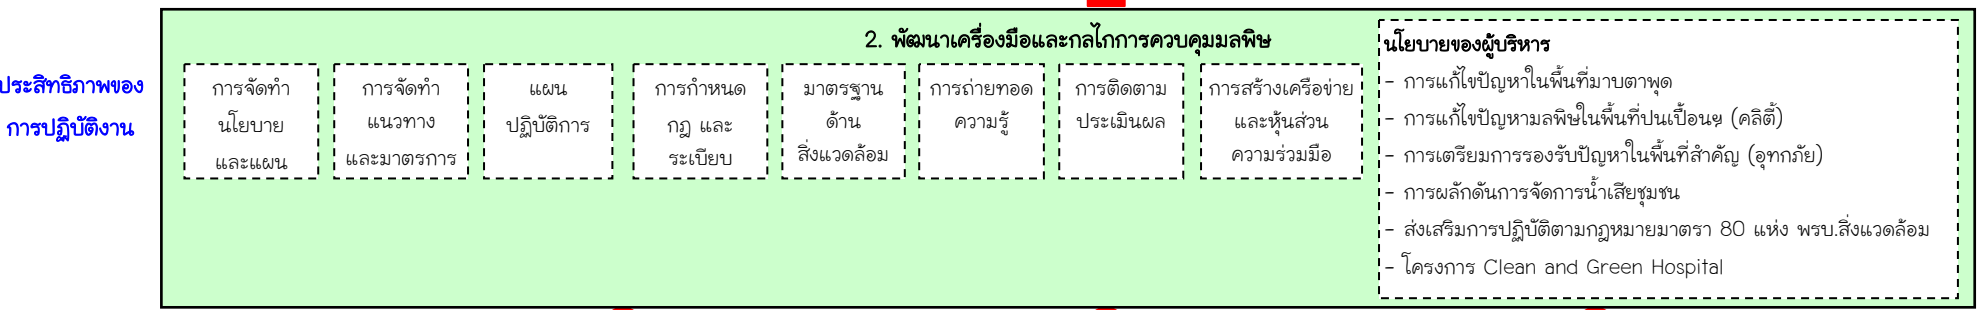 ประสิทธิภาพของ
การปฏิบัติงาน
2. พัฒนาเครื่องมือและกลไกการควบคุมมลพิษ
การจัดทำ
นโยบาย
และแผน
การจัดทำ
แนวทาง
และมาตรการ
แผน
ปฏิบัติการ
การกำหนด
กฎ และ
ระเบียบ
มาตรฐาน
ด้าน
สิ่งแวดล้อม
การถ่ายทอด
ความรู้
การติดตาม
ประเมินผล
การสร้างเครือข่าย
และหุ้นส่วน
ความร่วมมือ
นโยบายของผู้บริหาร
- การแก้ไขปัญหาในพื้นที่มาบตาพุด
- การแก้ไขปัญหามลพิษในพื้นที่ปนเปื้อนฯ (คลิตี้)
- การเตรียมการรองรับปัญหาในพื้นที่สำคัญ (อุทกภัย)
- การผลักดันการจัดการน้ำเสียชุมชน
- ส่งเสริมการปฏิบัติตามกฎหมายมาตรา 80 แห่ง พรบ.สิ่งแวดล้อม
- โครงการ Clean and Green Hospital